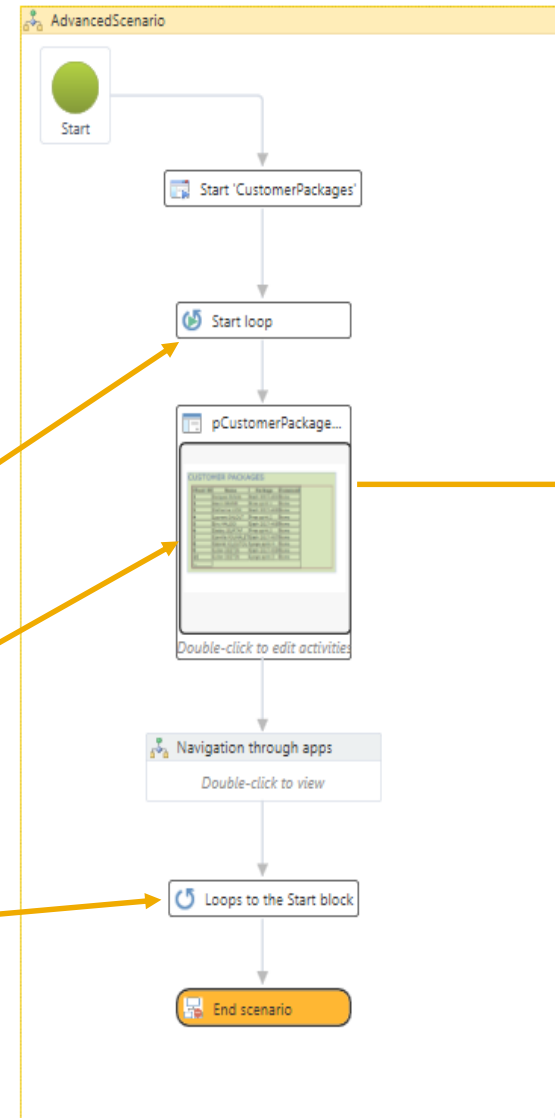 AdvancedScenario
Start
Start 'CustomerPackages'
Start loop
pCustomerPackage...
CUSTOMER PACKAGES
Double-click to edit activities
Navigation through apps
Double-click to view
Loops to the Start block
End scenario